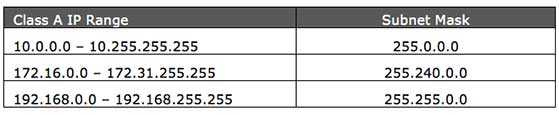 Class A IP Range Subnet Mask
10.0.0.0 – 10.255.255.255 255.0.0.0
172.16.0.0 – 172.31.255.255 255.240.0.0
192.168.0.0 – 192.168.255.255 255.255.0.0